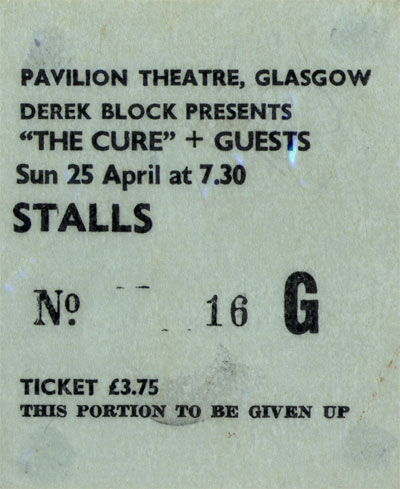 PAVILION THEATRE, GLASGOW
DEREK BLOCK PRESENTS
“THE CURE” + GUESTS
Sun 25 April at 7.30
STALLS
Nº 16 G
TICKET £3.75
THIS PORTION TO BE GIVEN UP